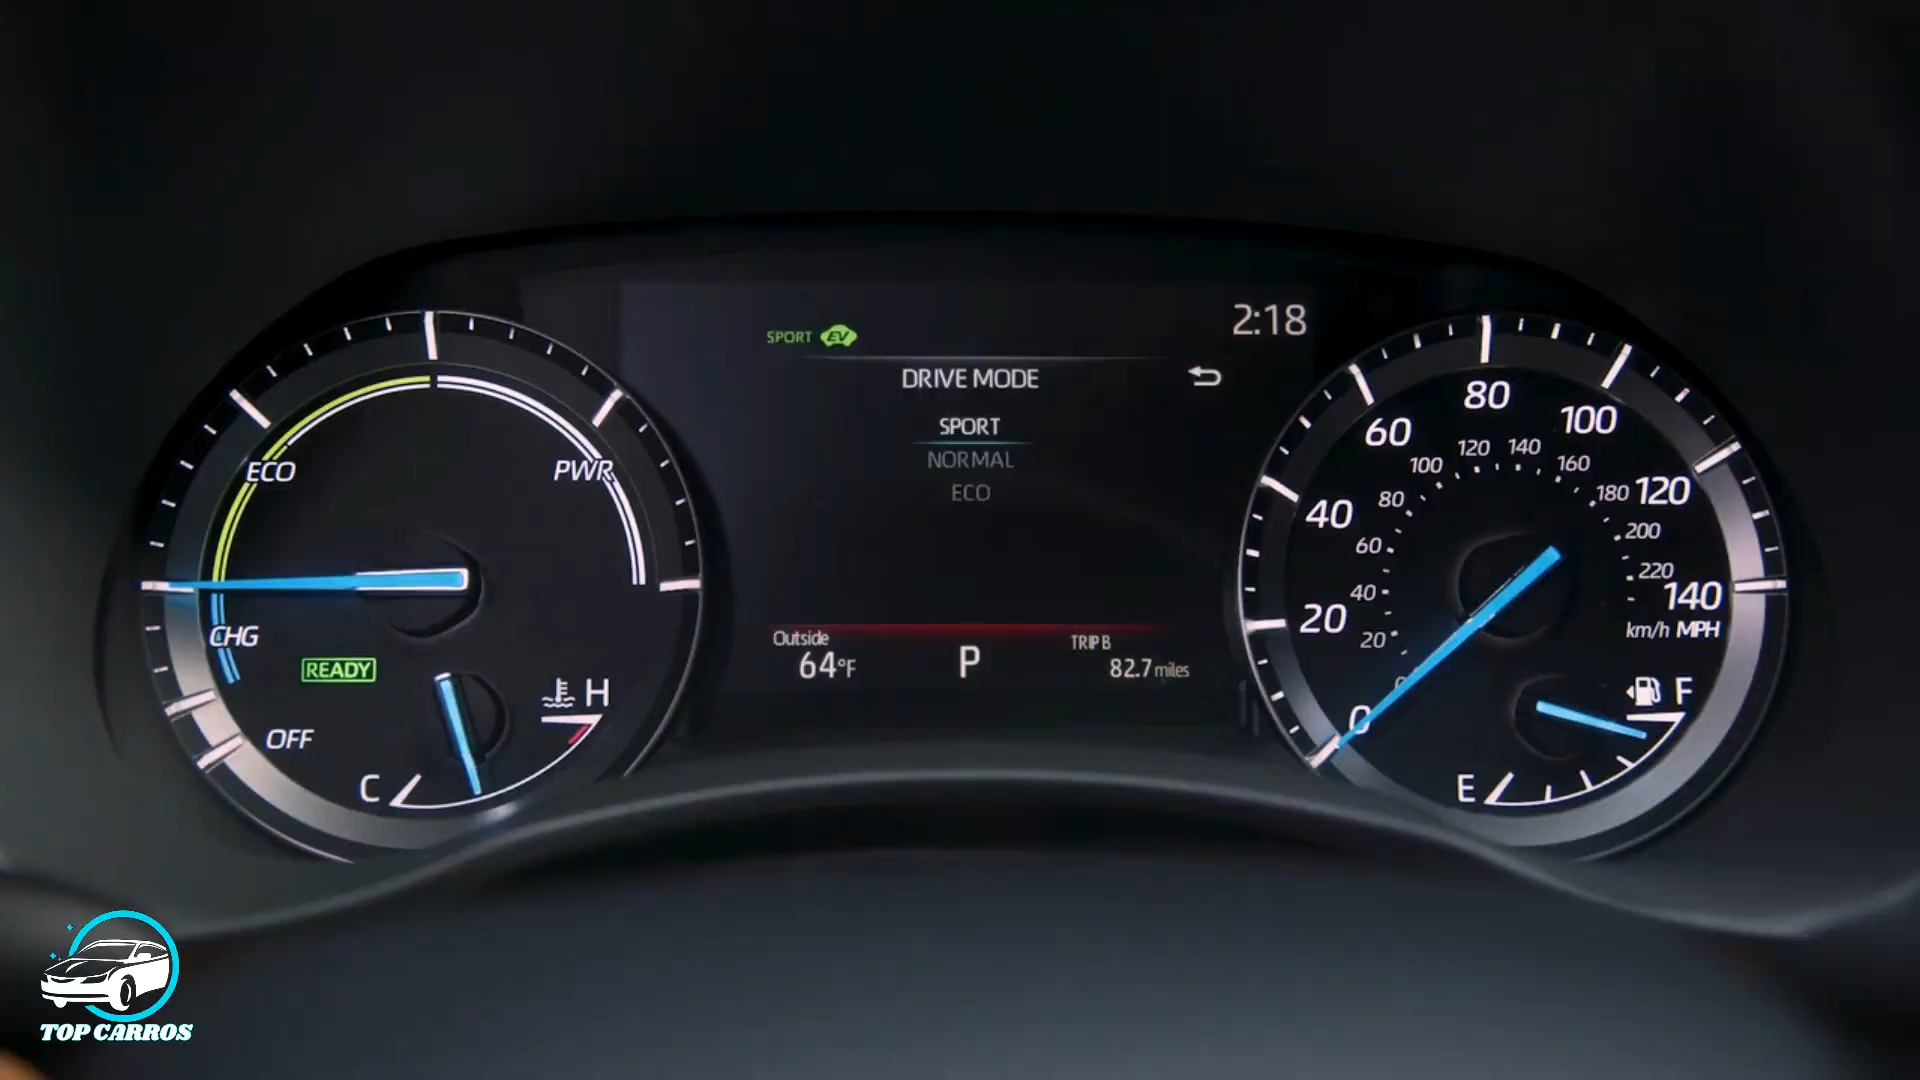 ECO
PWR
CHG
READY
OFF
H
C
SPORT EV
2:18
DRIVE MODE
SPORT
NORMAL
ECO
Outside
64°F
P
TRIP B
82.7 miles
0
20
40
60
80
100
120
140
20
40
60
80
100
120
140
160
180
200
220
km/h MPH
F
E
TOP CARROS